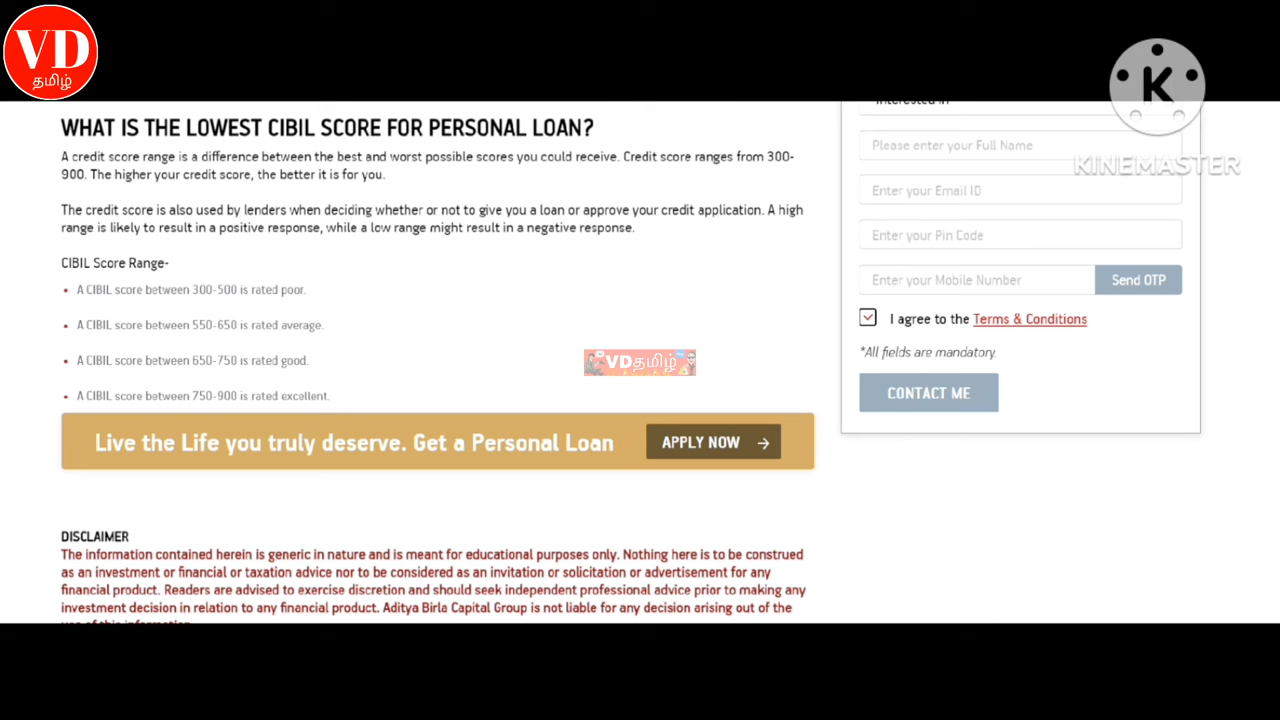 VD
தமிழ்
K
KINEMASTER
WHAT IS THE LOWEST CIBIL SCORE FOR PERSONAL LOAN?
A credit score range is a difference between the best and worst possible scores you could receive. Credit score ranges from 300-
900. The higher your credit score, the better it is for you.
The credit score is also used by lenders when deciding whether or not to give you a loan or approve your credit application. A high
range is likely to result in a positive response, while a low range might result in a negative response.
CIBIL Score Range-
• A CIBIL score between 300-500 is rated poor.
• A CIBIL score between 550-650 is rated average.
• A CIBIL score between 650-750 is rated good.
• A CIBIL score between 750-900 is rated excellent.
Live the Life you truly deserve. Get a Personal Loan
APPLY NOW →
VDதமிழ்
Interested in
Please enter your Full Name
Enter your Email ID
Enter your Pin Code
Enter your Mobile Number
Send OTP
I agree to the Terms & Conditions
*All fields are mandatory.
CONTACT ME
DISCLAIMER
The information contained herein is generic in nature and is meant for educational purposes only. Nothing here is to be construed
as an investment or financial or taxation advice nor to be considered as an invitation or solicitation or advertisement for any
financial product. Readers are advised to exercise discretion and should seek independent professional advice prior to making any
investment decision in relation to any financial product. Aditya Birla Capital Group is not liable for any decision arising out of the
use of this information.